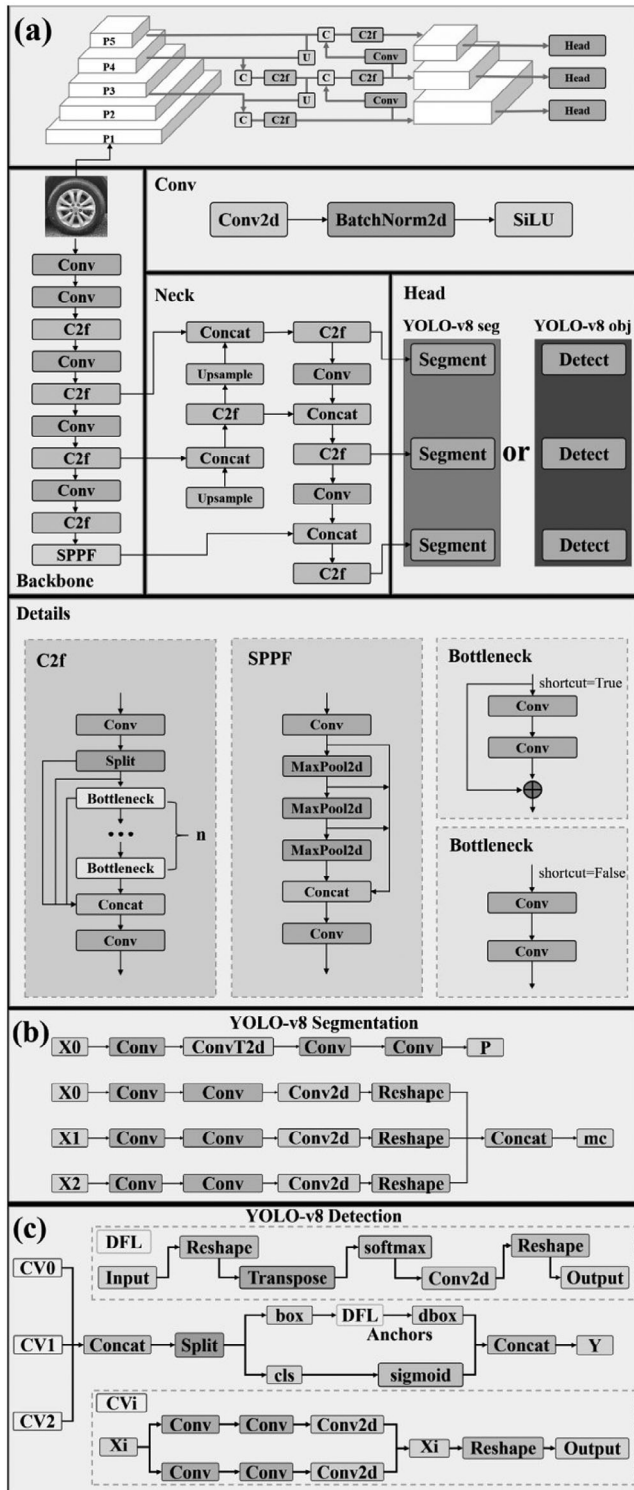 (a)
P5
P4
P3
P2
P1
C
C2f
Head
U
Conv
C
C2f
C
C2f
Head
U
Conv
C
C2f
Head
Conv
Conv2d
BatchNorm2d
SiLU
Conv
Conv
C2f
Conv
C2f
Conv
C2f
Conv
C2f
SPPF
Backbone
Neck
Concat
Upsample
C2f
Concat
Upsample
C2f
Conv
Concat
C2f
Conv
Concat
C2f
Head
YOLO-v8 seg
YOLO-v8 obj
Segment
Segment
Segment
or
Detect
Detect
Detect
Details
C2f
Conv
Split
Bottleneck
•••
Bottleneck
n
Concat
Conv
SPPF
Conv
MaxPool2d
MaxPool2d
MaxPool2d
Concat
Conv
Bottleneck
shortcut=True
Conv
Conv
Bottleneck
shortcut=False
Conv
Conv
(b)
YOLO-v8 Segmentation
X0 Conv ConvT2d Conv Conv P
X0 Conv Conv Conv2d Reshape
X1 Conv Conv Conv2d Reshape Concat mc
X2 Conv Conv Conv2d Reshape
(c)
YOLO-v8 Detection
CV0
CV1
CV2
DFL
Reshape softmax Reshape
Input Transpose Conv2d Output
box DFL dbox
Anchors
Concat Split Concat Y
cls sigmoid
CVi
Conv Conv Conv2d
Xi Xi Reshape Output
Conv Conv Conv2d